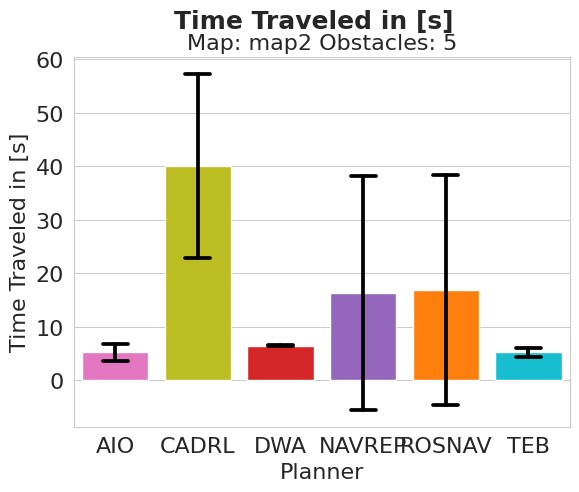 Time Traveled in [s]
Map: map2 Obstacles: 5
Time Traveled in [s]
60
50
40
30
20
10
0
AIO CADRL DWA NAVREP ROSNAV TEB
Planner